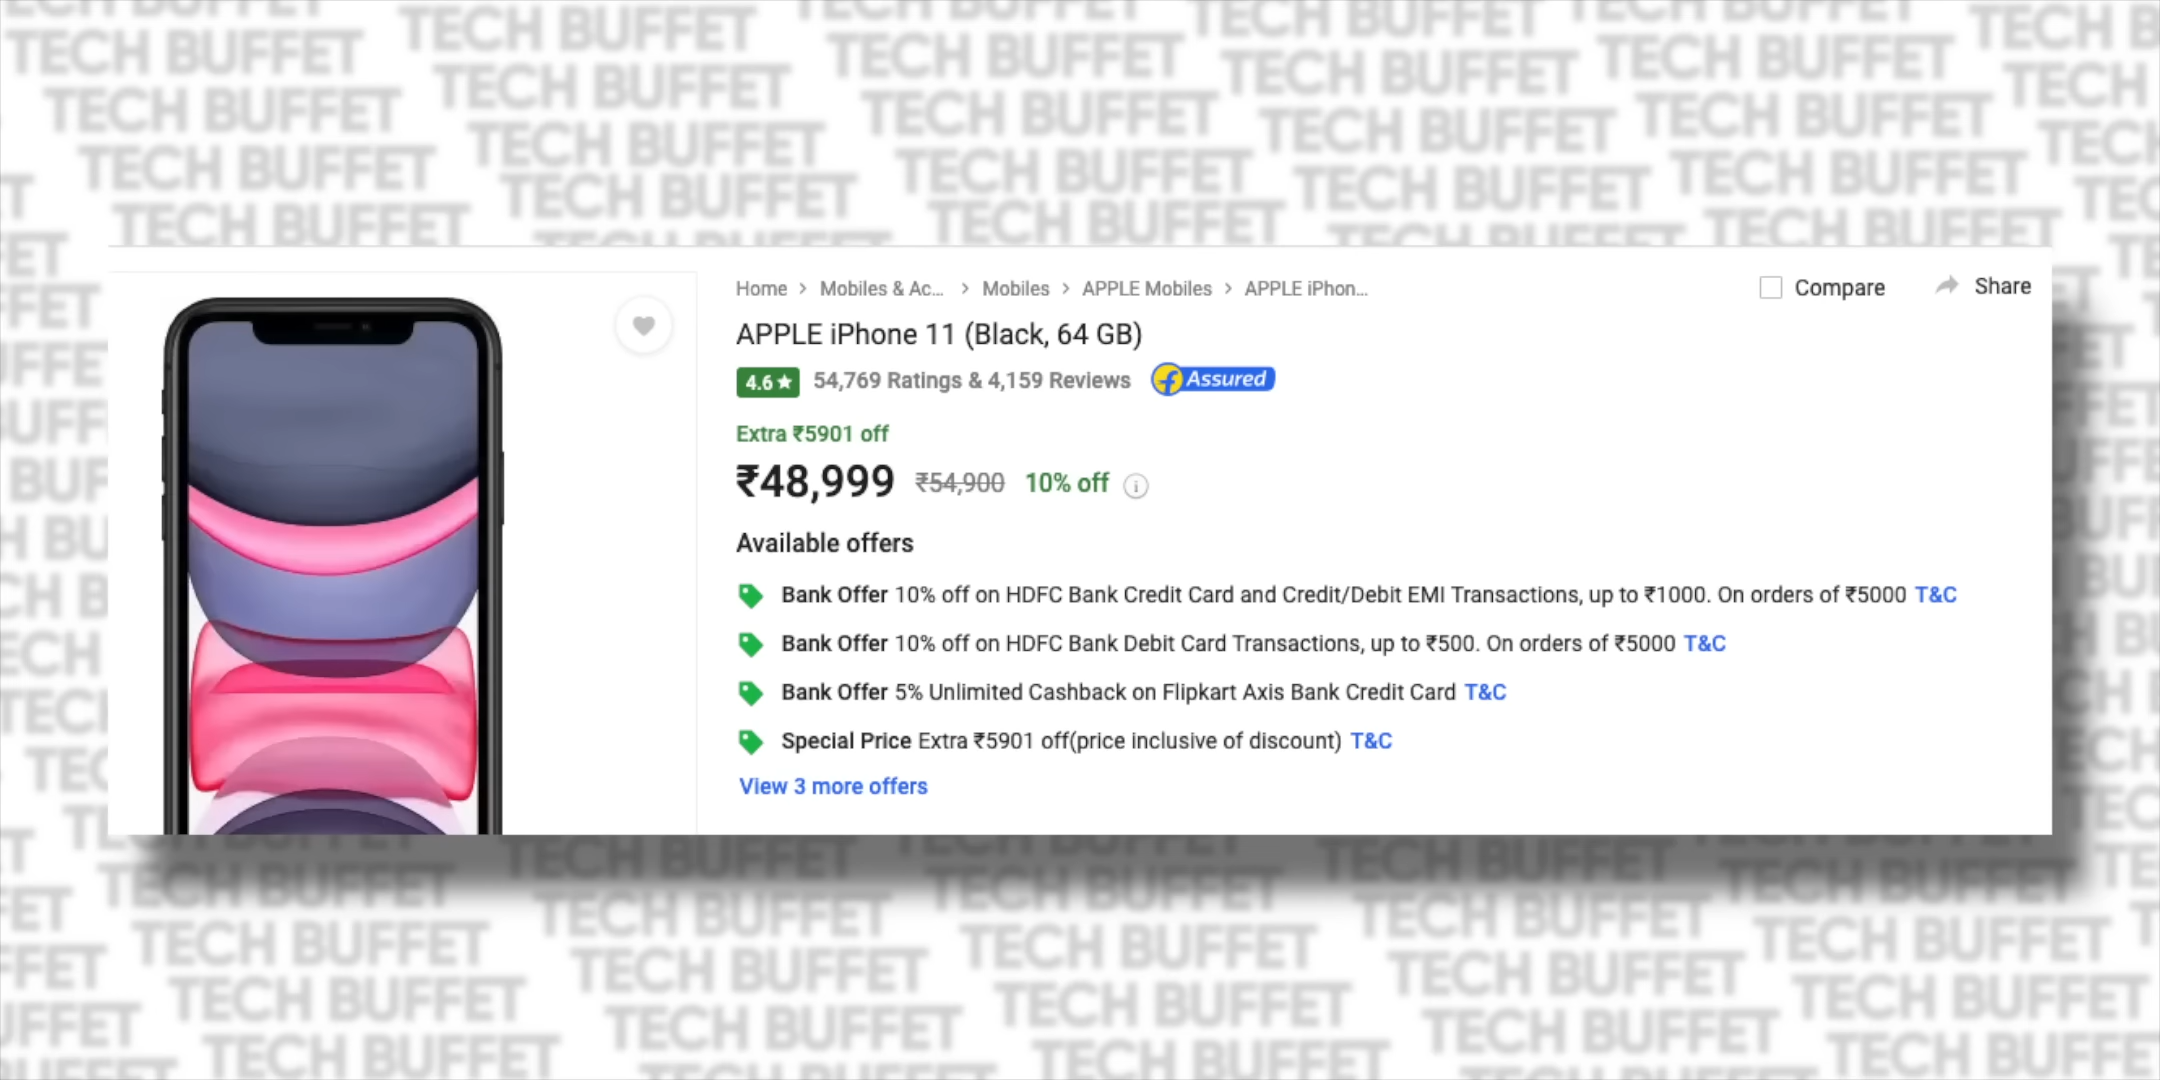 TECH BUFFET
Home > Mobiles & Ac... > Mobiles > APPLE Mobiles > APPLE iPhon...
Compare
Share
APPLE iPhone 11 (Black, 64 GB)
4.6★ 54,769 Ratings & 4,159 Reviews Assured
Extra ₹5901 off
₹48,999 ₹54,900 10% off
Available offers
Bank Offer 10% off on HDFC Bank Credit Card and Credit/Debit EMI Transactions, up to ₹1000. On orders of ₹5000 T&C
Bank Offer 10% off on HDFC Bank Debit Card Transactions, up to ₹500. On orders of ₹5000 T&C
Bank Offer 5% Unlimited Cashback on Flipkart Axis Bank Credit Card T&C
Special Price Extra ₹5901 off(price inclusive of discount) T&C
View 3 more offers